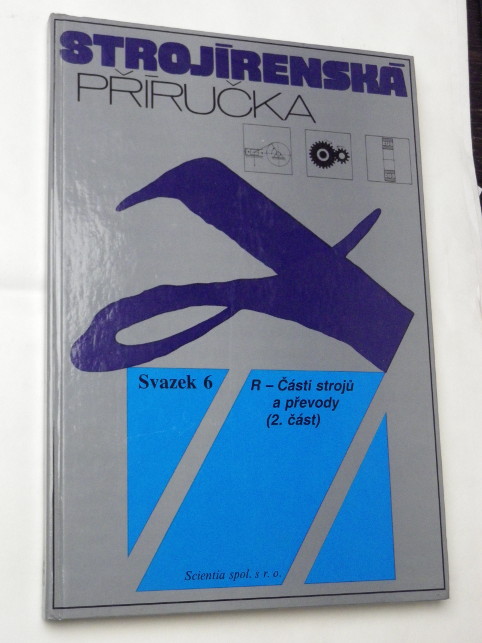 STROJÍRENSKÁ
PŘÍRUČKA
Svazek 6
R – Části strojů
a převody
(2. část)
Scientia spol. s r. o.